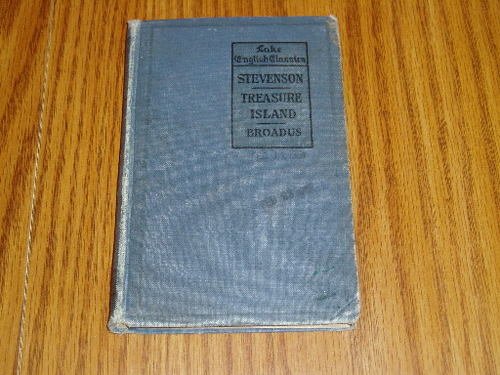 Lake
English Classics
STEVENSON
TREASURE
ISLAND
BROADUS